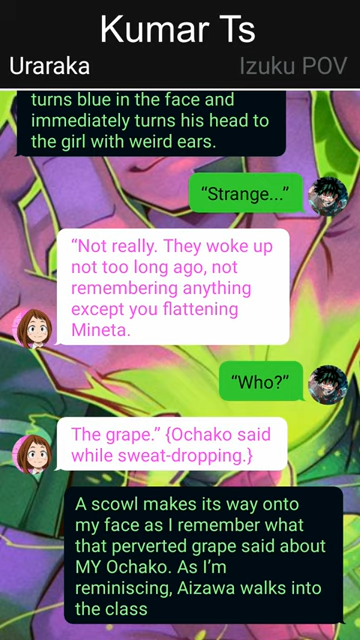 Kumar Ts
Uraraka
Izuku POV
turns blue in the face and
immediately turns his head to
the girl with weird ears.
“Strange...”
“Not really. They woke up
not too long ago, not
remembering anything
except you flattening
Mineta.
“Who?”
The grape.” {Ochako said
while sweat-dropping.}
A scowl makes its way onto
my face as I remember what
that perverted grape said about
MY Ochako. As I’m
reminiscing, Aizawa walks into
the class